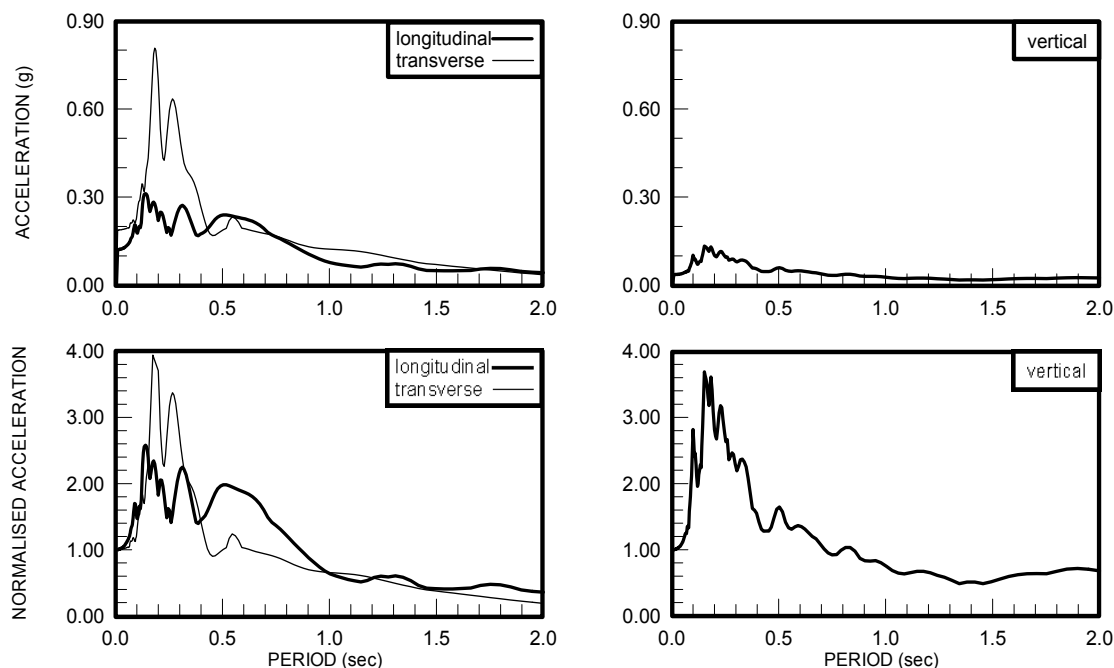 ACCELERATION (g)
0.90
0.60
0.30
0.00
longitudinal
transverse
0.0 0.5 1.0 1.5 2.0
0.90
0.60
0.30
0.00
vertical
0.0 0.5 1.0 1.5 2.0
NORMALISED ACCELERATION
4.00
3.00
2.00
1.00
0.00
longitudinal
transverse
0.0 0.5 1.0 1.5 2.0
PERIOD (sec)
4.00
3.00
2.00
1.00
0.00
vertical
0.0 0.5 1.0 1.5 2.0
PERIOD (sec)